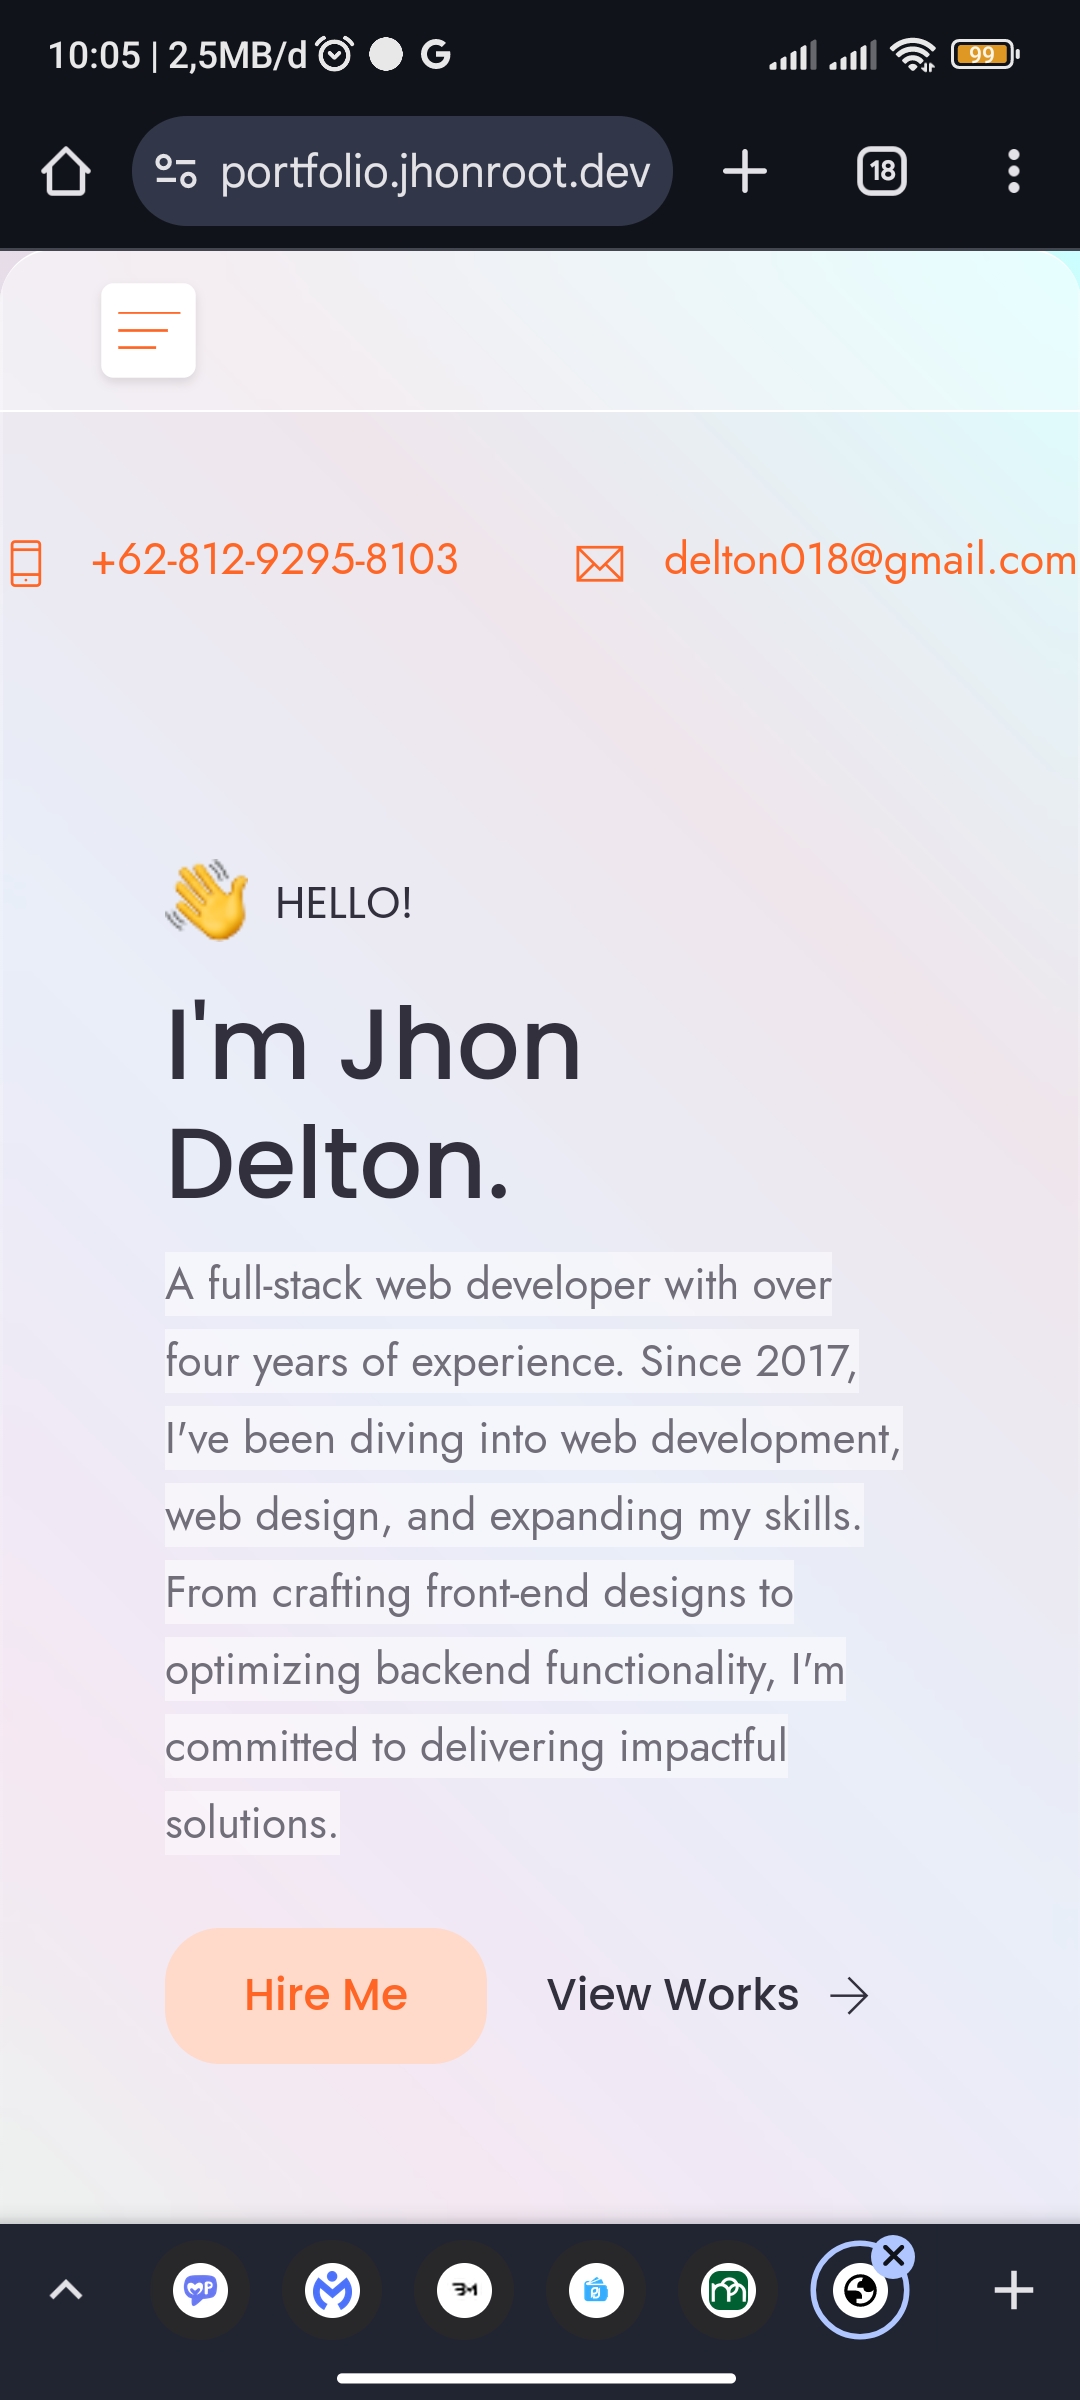 10:05 | 2,5MB/d
99
portfolio.jhonroot.dev
18
+62-812-9295-8103
delton018@gmail.com
HELLO!
I'm Jhon
Delton.
A full-stack web developer with over
four years of experience. Since 2017,
I've been diving into web development,
web design, and expanding my skills.
From crafting front-end designs to
optimizing backend functionality, I'm
committed to delivering impactful
solutions.
Hire Me
View Works